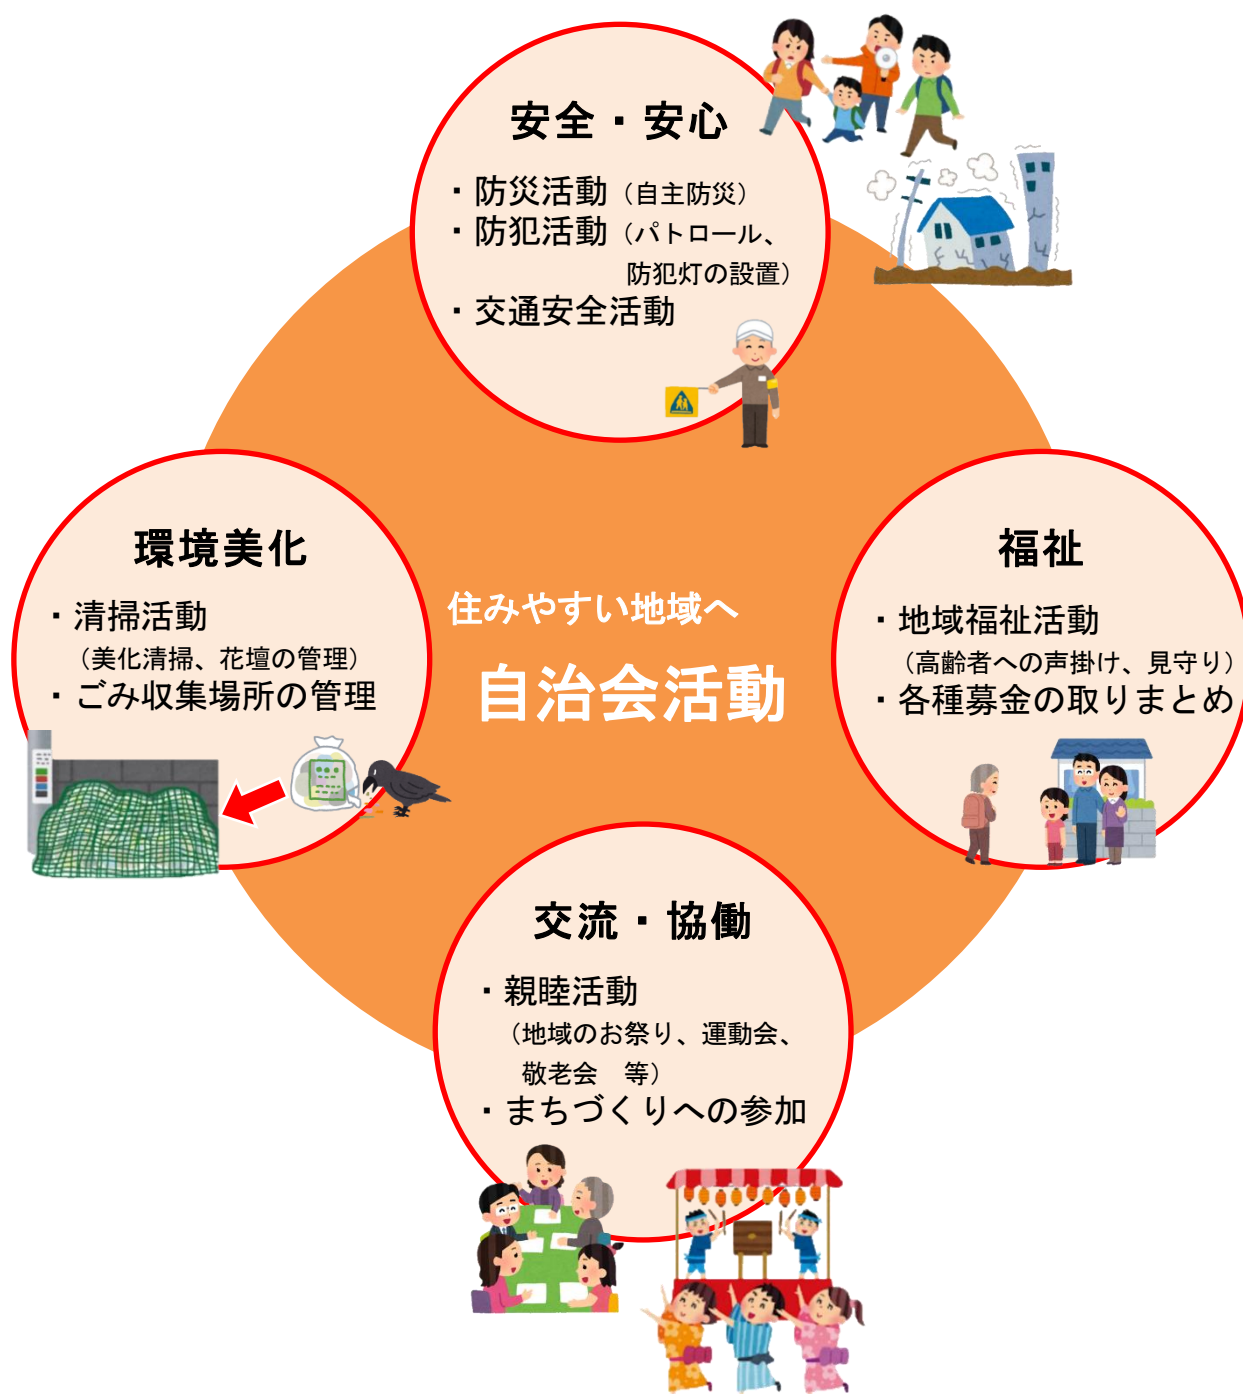 安全・安心
・防災活動（自主防災）
・防犯活動（パトロール、
防犯灯の設置）
・交通安全活動
環境美化
・清掃活動
（美化清掃、花壇の管理）
・ごみ収集場所の管理
住みやすい地域へ
自治会活動
福祉
・地域福祉活動
（高齢者への声掛け、見守り）
・各種募金の取りまとめ
交流・協働
・親睦活動
（地域のお祭り、運動会、
敬老会　等）
・まちづくりへの参加